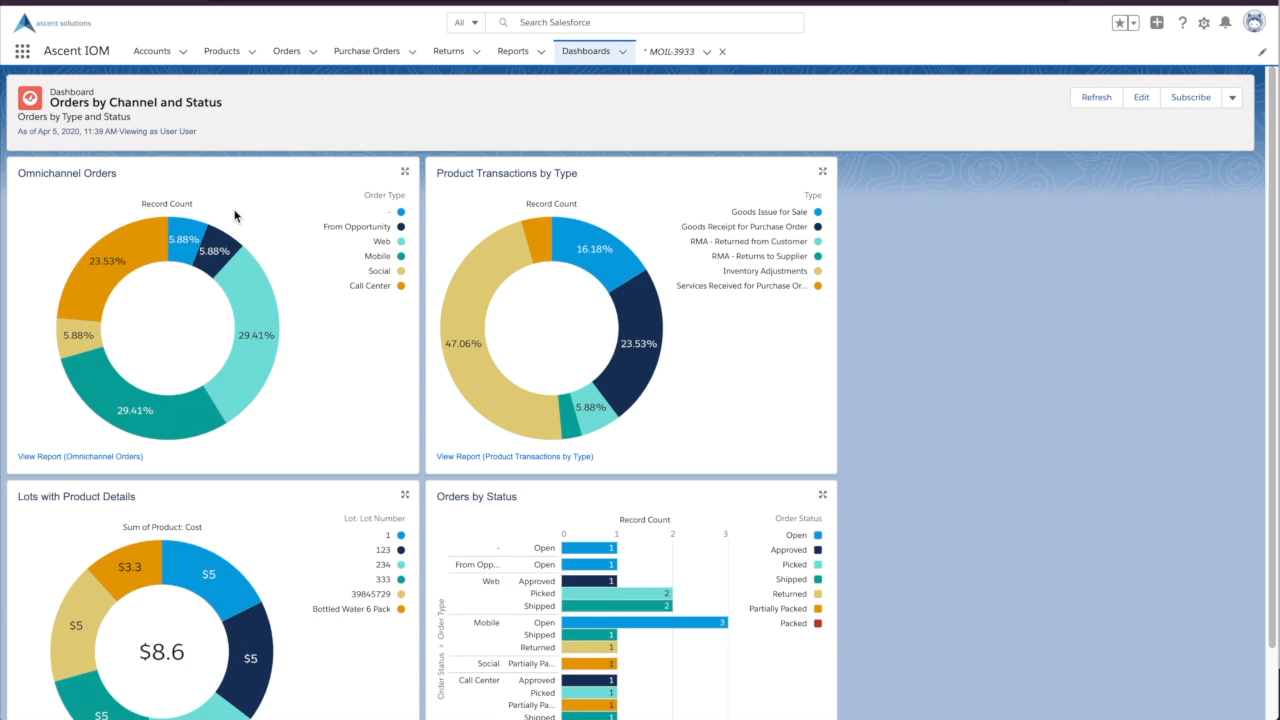 ascent solutions
All
Search Salesforce
Ascent IOM
Accounts
Products
Orders
Purchase Orders
Returns
Reports
Dashboards
* MOIL-3933
Dashboard
Orders by Channel and Status
Orders by Type and Status
As of Apr 5, 2020, 11:39 AM·Viewing as User User
Refresh
Edit
Subscribe
Omnichannel Orders
Record Count
Order Type
-
From Opportunity
Web
Mobile
Social
Call Center
5.88%
5.88%
23.53%
5.88%
29.41%
29.41%
View Report (Omnichannel Orders)
Product Transactions by Type
Record Count
Type
Goods Issue for Sale
Goods Receipt for Purchase Order
RMA - Returned from Customer
RMA - Returns to Supplier
Inventory Adjustments
Services Received for Purchase Or...
16.18%
47.06%
23.53%
5.88%
View Report (Product Transactions by Type)
Lots with Product Details
Sum of Product: Cost
Lot: Lot Number
1
123
234
333
39845729
Bottled Water 6 Pack
$3.3
$5
$5
$8.6
$5
$5
Orders by Status
Record Count
Order Status
0 1 2 3
Open
Approved
Picked
Shipped
Returned
Partially Packed
Packed
Order Status > Order Type
- Open 1
From Opp... Open 1
Web Approved 1
Picked 2
Shipped 2
Mobile Open 3
Shipped 1
Returned 1
Social Partially Pa... 1
Call Center Approved 1
Picked 1
Partially Pa... 1
Shipped 1